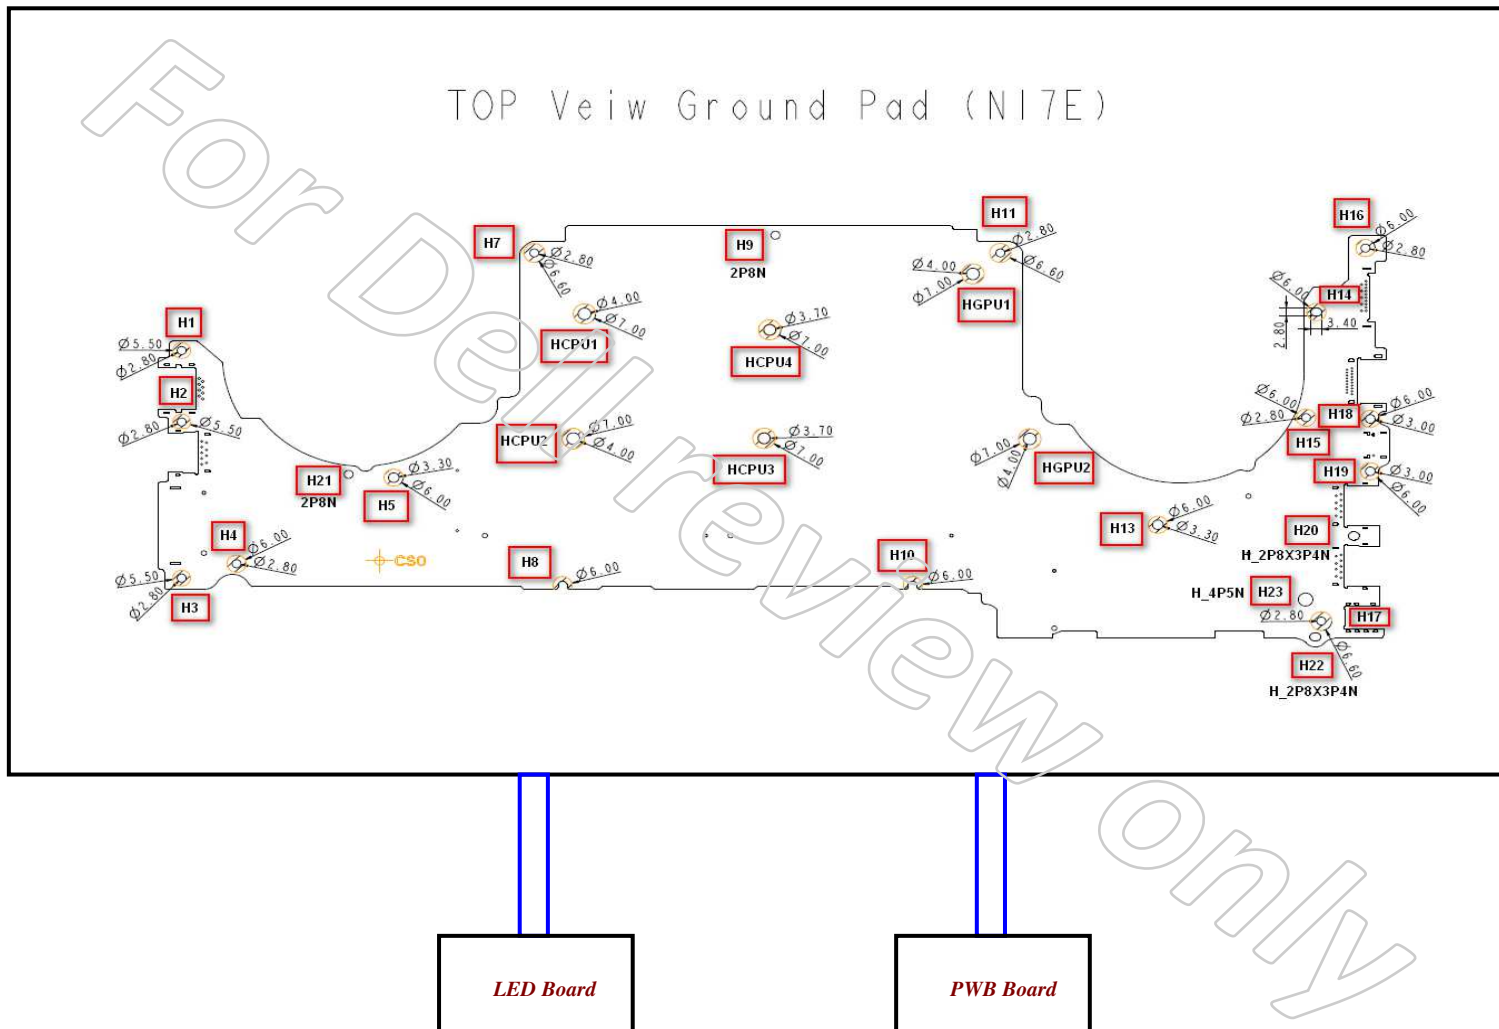 TOP Veiw Ground Pad (N17E)
H11
H16
H7
H9
2P8N
Ø2.80
Ø6.60
Ø2.80
Ø6.60
Ø6.00
Ø2.80
Ø4.00
Ø7.00
HGPU1
Ø6.00
H14
2.80
3.40
H1
Ø5.50
Ø2.80
Ø4.00
Ø7.00
HCPU1
Ø3.70
Ø7.00
HCPU4
H2
Ø2.80
Ø5.50
Ø6.00
Ø2.80
H18
Ø6.00
Ø3.00
H15
HCPU2
Ø7.00
Ø4.00
Ø3.70
Ø7.00
HCPU3
Ø7.00
Ø4.00
HGPU2
H19
Ø3.00
Ø6.00
H21
2P8N
Ø3.30
Ø6.00
H5
H13
Ø6.00
Ø3.30
H20
H_2P8X3P4N
H4
Ø6.00
Ø2.80
CSO
H8
Ø6.00
H10
Ø6.00
Ø5.50
Ø2.80
H3
H_4P5N
H23
Ø2.80
Ø6.60
H17
H22
H_2P8X3P4N
LED Board
PWB Board
For Dell review only